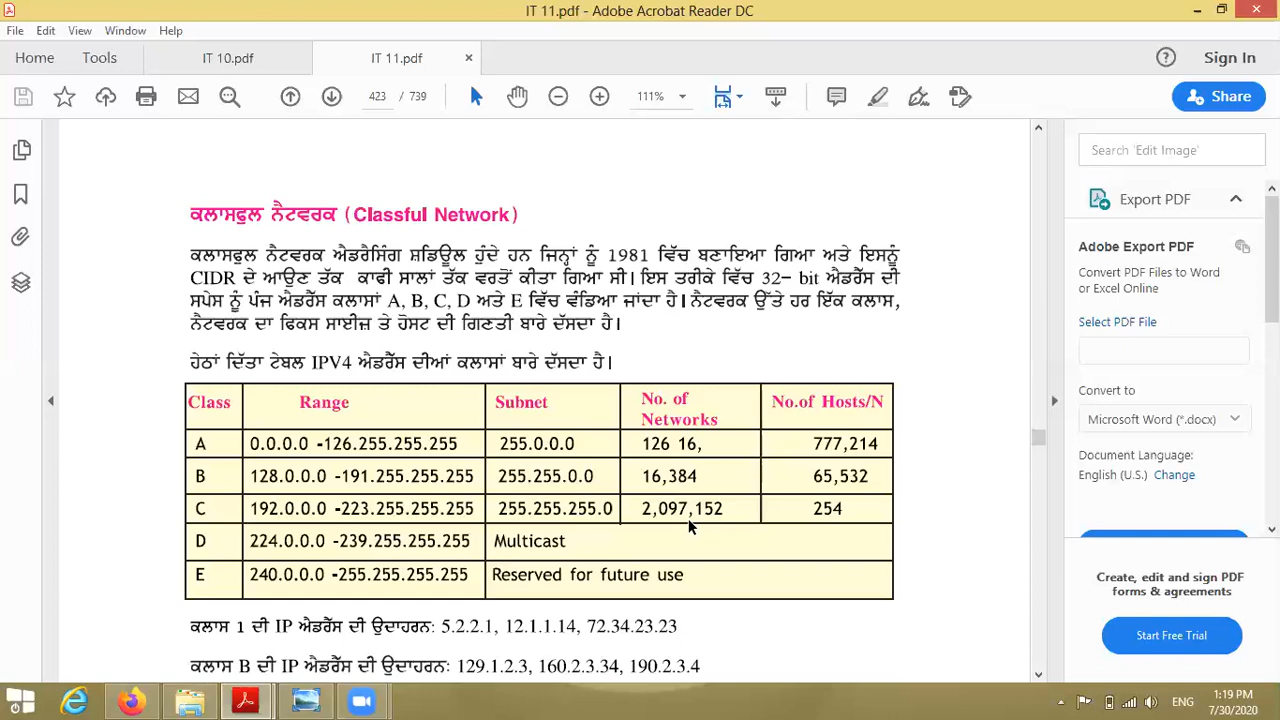 IT 11.pdf - Adobe Acrobat Reader DC
File Edit View Window Help
Home Tools IT 10.pdf IT 11.pdf × Sign In
423 / 739 111% Share
ਕਲਾਸਫੁਲ ਨੈਟਵਰਕ (Classful Network)
ਕਲਾਸਫੁਲ ਨੈਟਵਰਕ ਐਡਰੈਸਿੰਗ ਸ਼ਡਿਊਲ ਹੁੰਦੇ ਹਨ ਜਿਨ੍ਹਾਂ ਨੂੰ 1981 ਵਿੱਚ ਬਣਾਇਆ ਗਿਆ ਅਤੇ ਇਸਨੂੰ
CIDR ਦੇ ਆਉਣ ਤੱਕ ਕਾਫੀ ਸਾਲਾਂ ਤੱਕ ਵਰਤੋਂ ਕੀਤਾ ਗਿਆ ਸੀ। ਇਸ ਤਰੀਕੇ ਵਿੱਚ 32- bit ਐਡਰੈੱਸ ਦੀ
ਸਪੇਸ ਨੂੰ ਪੰਜ ਐਡਰੈੱਸ ਕਲਾਸਾਂ A, B, C, D ਅਤੇ E ਵਿੱਚ ਵੰਡਿਆ ਜਾਂਦਾ ਹੈ। ਨੈਟਵਰਕ ਉੱਤੇ ਹਰ ਇੱਕ ਕਲਾਸ,
ਨੈਟਵਰਕ ਦਾ ਫਿਕਸ ਸਾਈਜ਼ ਤੇ ਹੋਸਟ ਦੀ ਗਿਣਤੀ ਬਾਰੇ ਦੱਸਦਾ ਹੈ।
ਹੇਠਾਂ ਦਿੱਤਾ ਟੇਬਲ IPV4 ਐਡਰੈੱਸ ਦੀਆਂ ਕਲਾਸਾਂ ਬਾਰੇ ਦੱਸਦਾ ਹੈ।
Class Range Subnet No. of Networks No.of Hosts/N
A 0.0.0.0 -126.255.255.255 255.0.0.0 126 16, 777,214
B 128.0.0.0 -191.255.255.255 255.255.0.0 16,384 65,532
C 192.0.0.0 -223.255.255.255 255.255.255.0 2,097,152 254
D 224.0.0.0 -239.255.255.255 Multicast
E 240.0.0.0 -255.255.255.255 Reserved for future use
ਕਲਾਸ 1 ਦੀ IP ਐਡਰੈੱਸ ਦੀ ਉਦਾਹਰਨ: 5.2.2.1, 12.1.1.14, 72.34.23.23
ਕਲਾਸ B ਦੀ IP ਐਡਰੈੱਸ ਦੀ ਉਦਾਹਰਨ: 129.1.2.3, 160.2.3.34, 190.2.3.4
Search 'Edit Image'
Export PDF
Adobe Export PDF
Convert PDF Files to Word
or Excel Online
Select PDF File
Convert to
Microsoft Word (*.docx)
Document Language:
English (U.S.) Change
Create, edit and sign PDF
forms & agreements
Start Free Trial
ENG
1:19 PM
7/30/2020